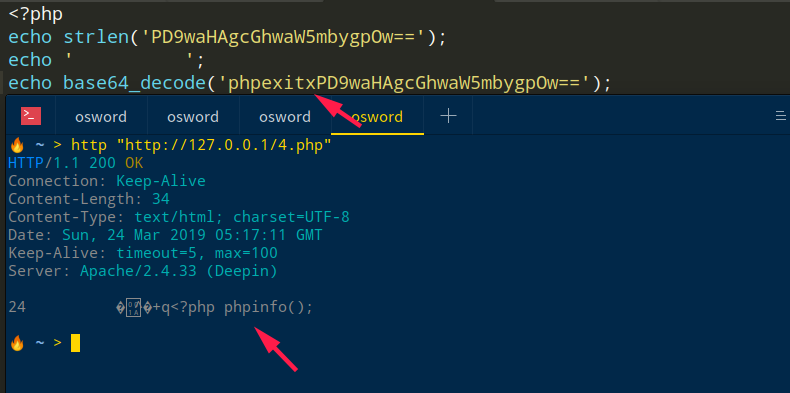 <?php
echo strlen('PD9waHAgcGhwaW5mbygpOw==');
echo '          ';
echo base64_decode('phpexitxPD9waHAgcGhwaW5mbygpOw==');
osword osword osword osword
~ > http "http://127.0.0.1/4.php"
HTTP/1.1 200 OK
Connection: Keep-Alive
Content-Length: 34
Content-Type: text/html; charset=UTF-8
Date: Sun, 24 Mar 2019 05:17:11 GMT
Keep-Alive: timeout=5, max=100
Server: Apache/2.4.33 (Deepin)
24          ��+q<?php phpinfo();
~ >